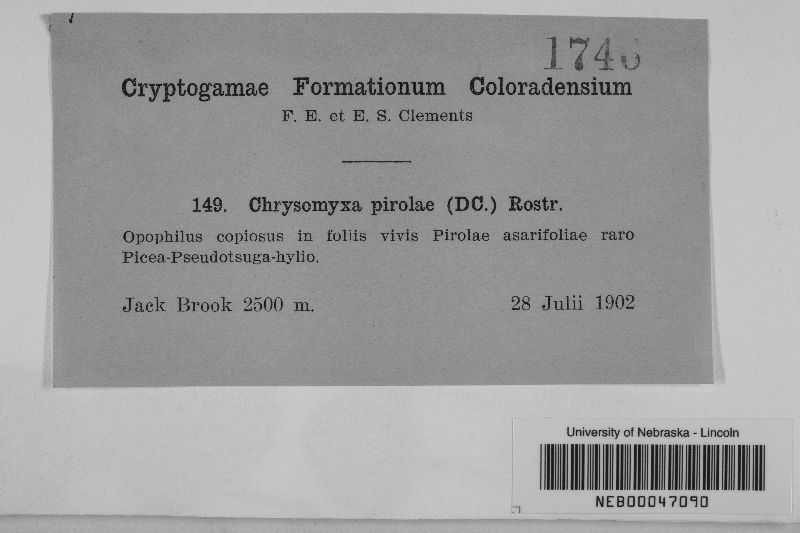 1746
Cryptogamae Formationum Coloradensium
F. E. et E. S. Clements
149. Chrysomyxa pirolae (DC.) Rostr.
Opophilus copiosus in foliis vivis Pirolae asarifoliae raro
Picea-Pseudotsuga-hylio.
Jack Brook 2500 m. 28 Julii 1902
University of Nebraska - Lincoln
NEB00047090